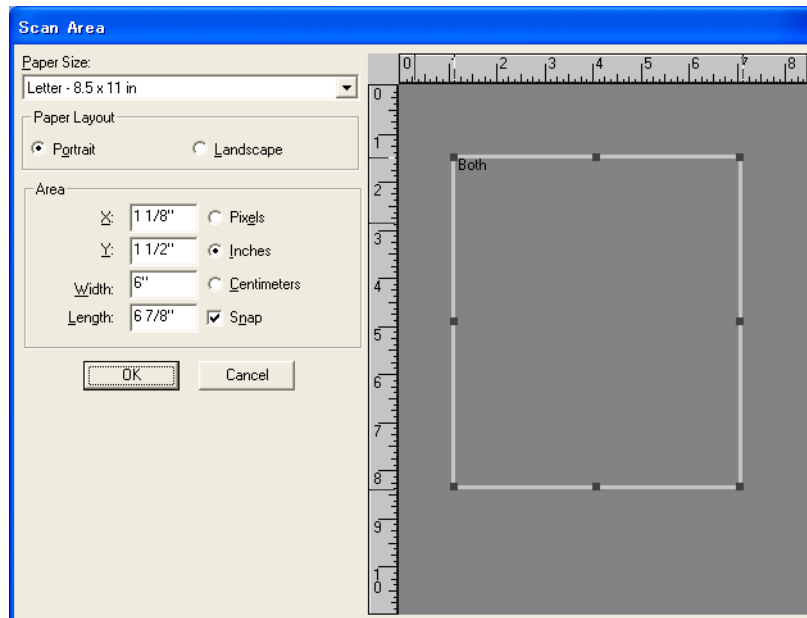 Scan Area
Paper Size:
Letter - 8.5 x 11 in
Paper Layout
Portrait
Landscape
Area
X: 1 1/8" Pixels
Y: 1 1/2" Inches
Width: 6" Centimeters
Length: 6 7/8" Snap
OK
Cancel
0 1 2 3 4 5 6 7 8
0
1
2
3
4
5
6
7
8
9
10
Both